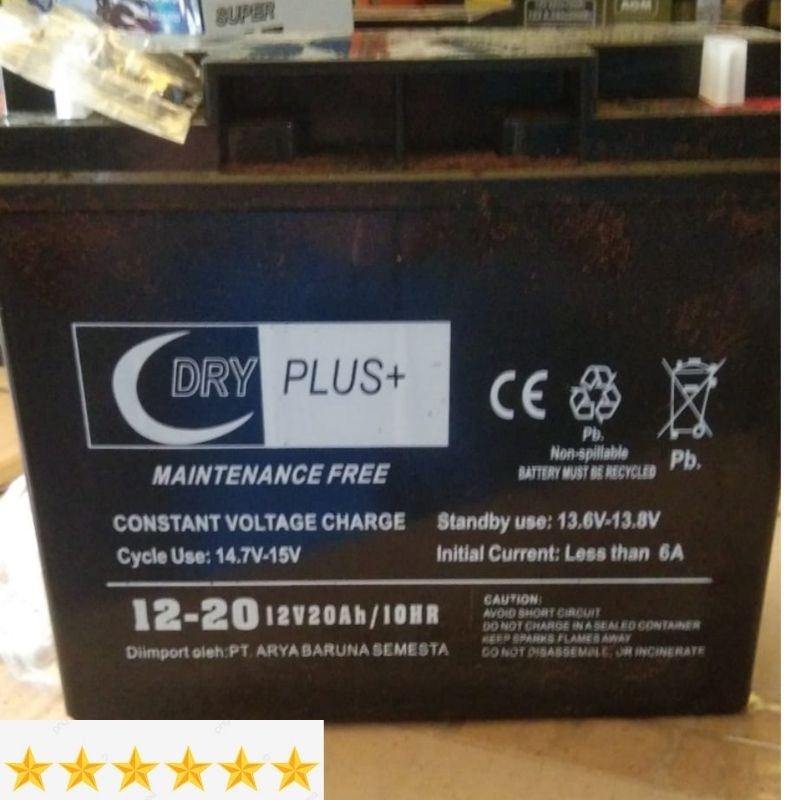 SUPER
AGM
DRY PLUS+
MAINTENANCE FREE
Pb.
Non-spillable
BATTERY MUST BE RECYCLED
Pb.
CONSTANT VOLTAGE CHARGE
Standby use: 13.6V-13.8V
Cycle Use: 14.7V-15V
Initial Current: Less than 6A
12-20 12V20Ah/10HR
Diimport oleh:PT. ARYA BARUNA SEMESTA
CAUTION:
AVOID SHORT CIRCUIT
DO NOT CHARGE IN A SEALED CONTAINER
KEEP SPARKS FLAMES AWAY
DO NOT DISASSEMBLE, OR INCINERATE